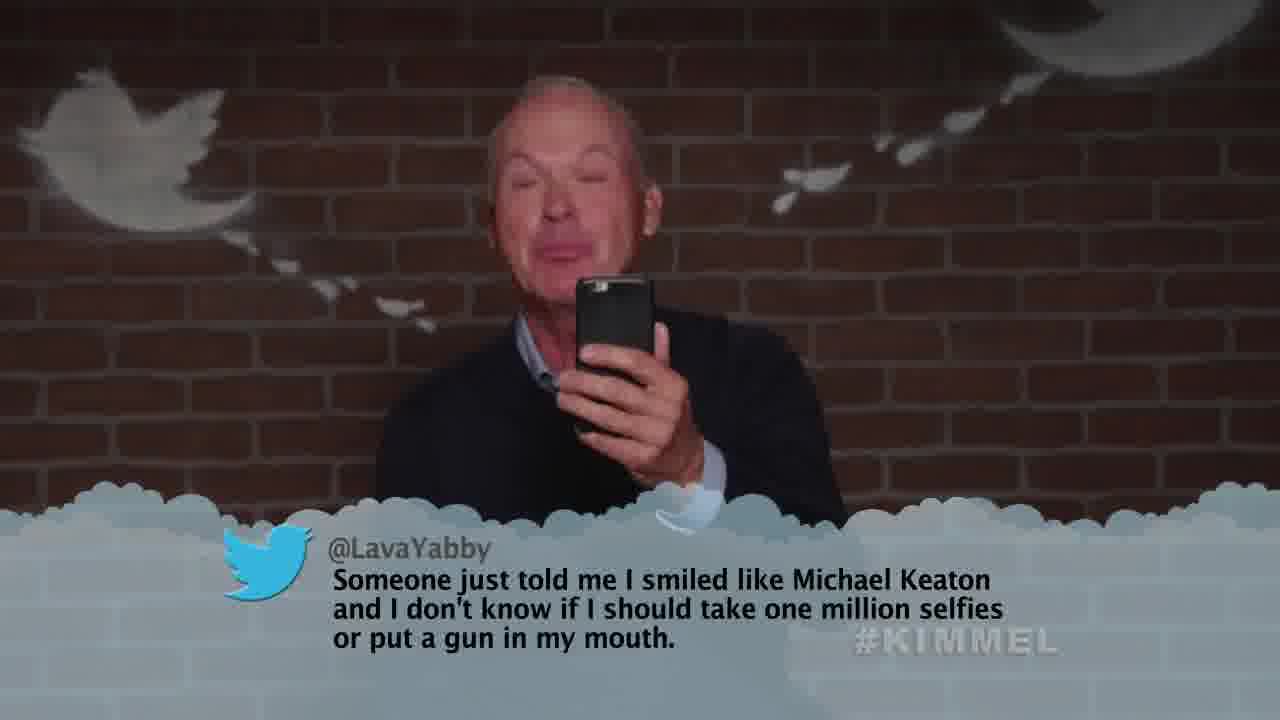 @LavaYabby
Someone just told me I smiled like Michael Keaton
and I don't know if I should take one million selfies
or put a gun in my mouth.
#KIMMEL